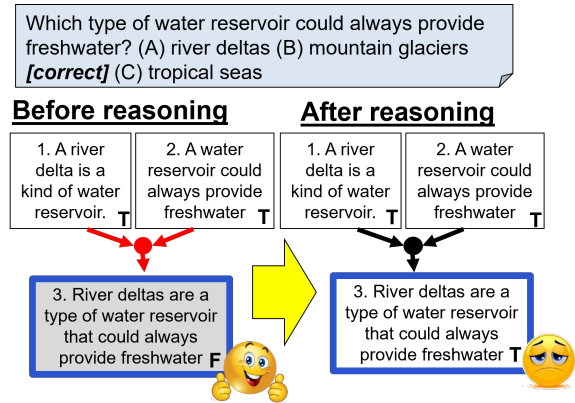 Which type of water reservoir could always provide
freshwater? (A) river deltas (B) mountain glaciers
[correct] (C) tropical seas
Before reasoning
After reasoning
1. A river
delta is a
kind of water
reservoir. T
2. A water
reservoir could
always provide
freshwater T
1. A river
delta is a
kind of water
reservoir. T
2. A water
reservoir could
always provide
freshwater T
3. River deltas are a
type of water reservoir
that could always
provide freshwater F
3. River deltas are a
type of water reservoir
that could always
provide freshwater T